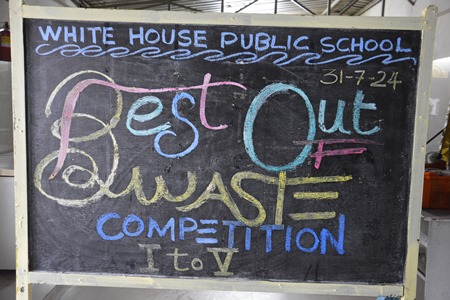 WHITE HOUSE PUBLIC SCHOOL
31-7-24
Best Out
OF
WASTE
COMPETITION
I to V